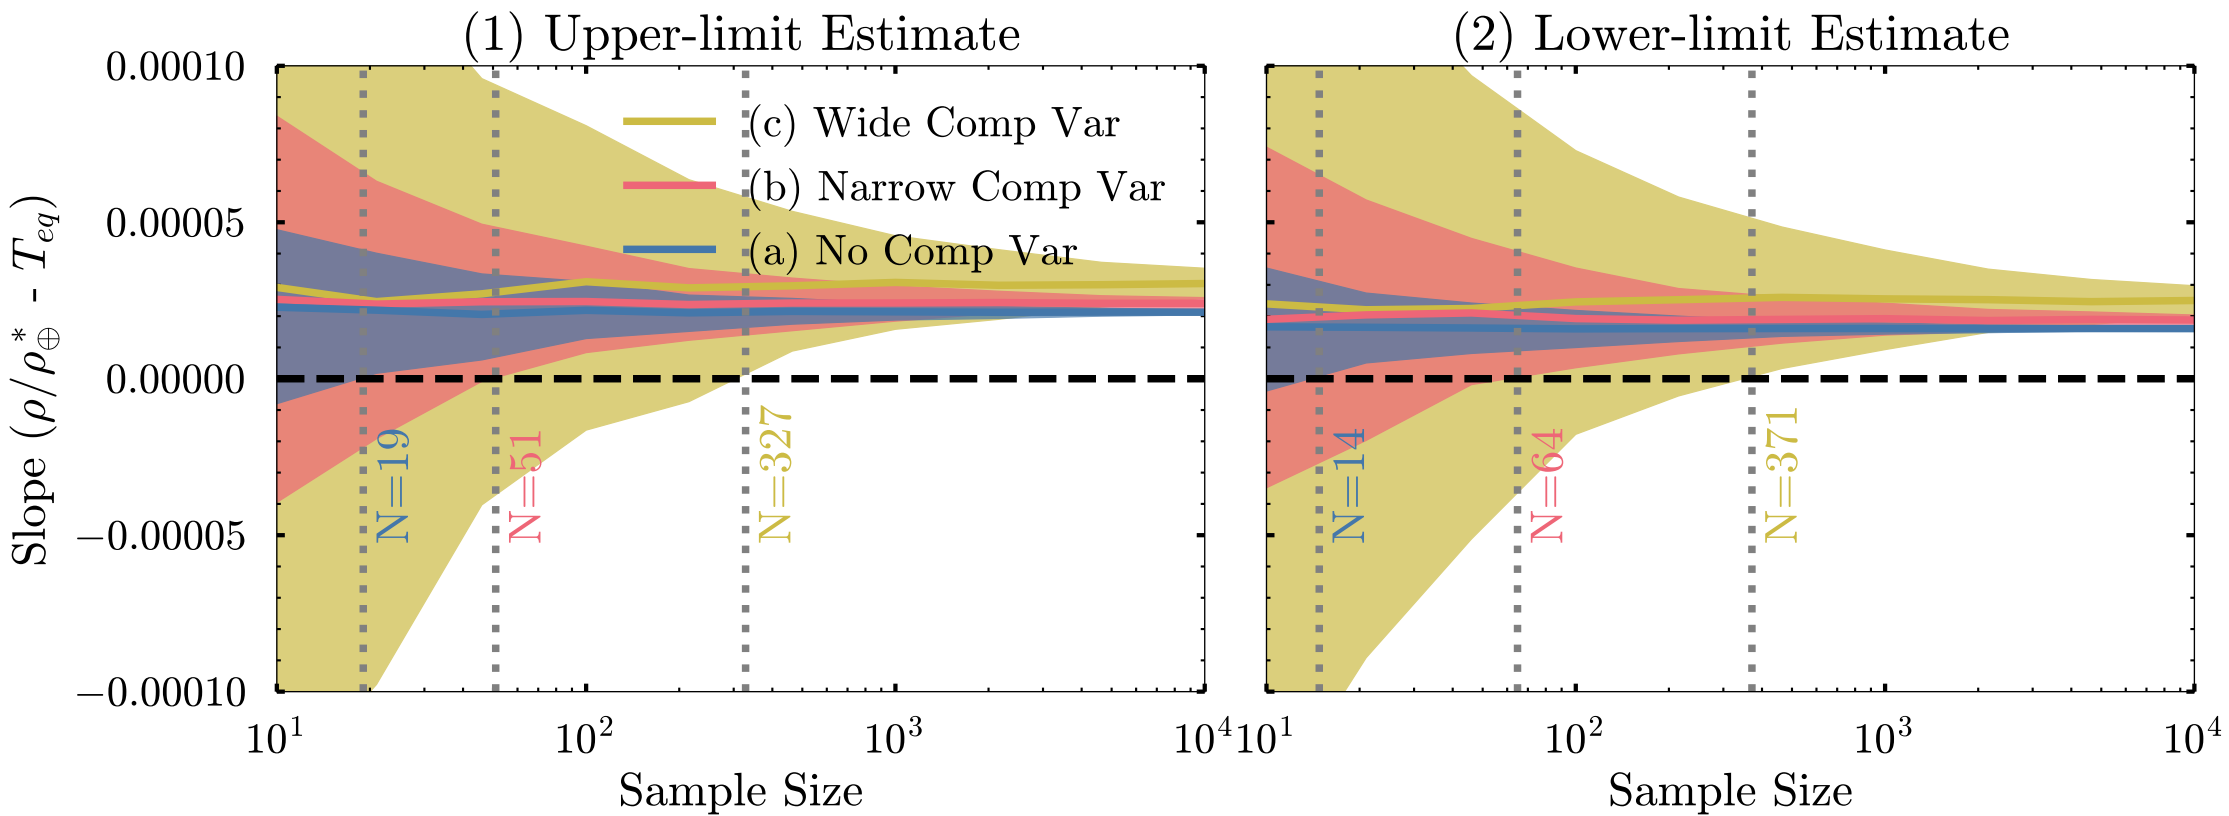 (1) Upper-limit Estimate
(2) Lower-limit Estimate
Slope (ρ/ρ⊕* - Teq)
0.00010
0.00005
0.00000
−0.00005
−0.00010
(c) Wide Comp Var
(b) Narrow Comp Var
(a) No Comp Var
N=19
N=51
N=327
N=14
N=64
N=371
10¹
10²
10³
10⁴
10¹
10²
10³
10⁴
Sample Size
Sample Size